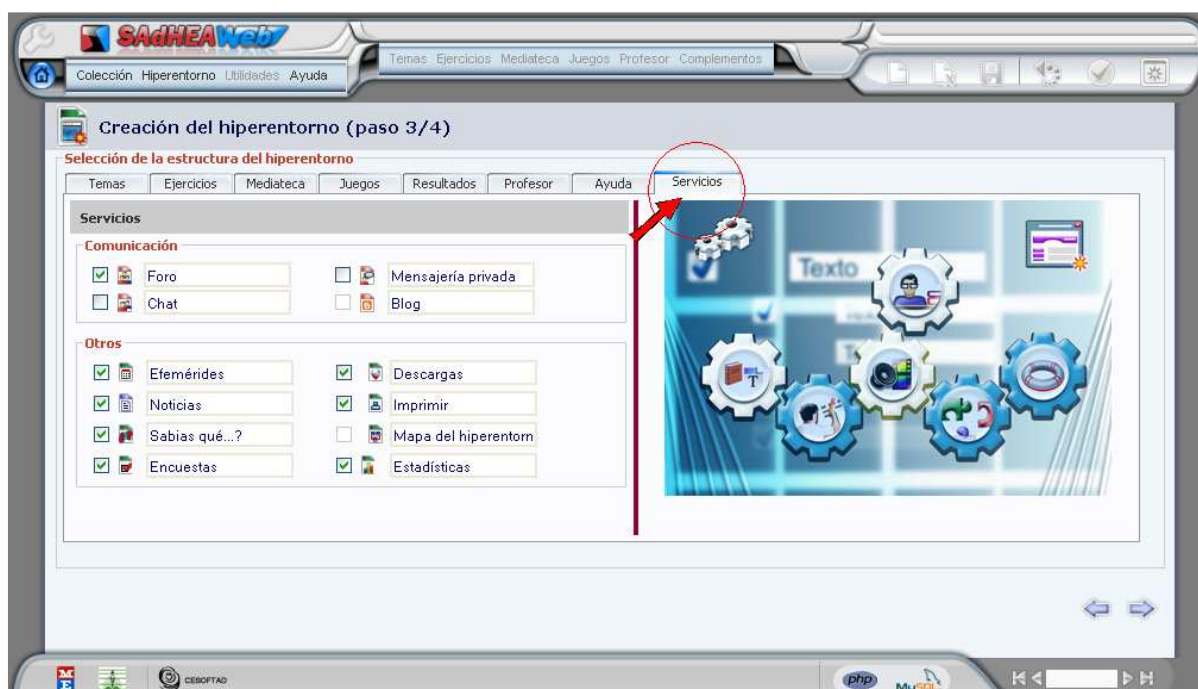 SAdHEAWeb
Temas Ejercicios Mediateca Juegos Profesor Complementos
Colección Hiperentorno Utilidades Ayuda
Creación del hiperentorno (paso 3/4)
Selección de la estructura del hiperentorno
Temas Ejercicios Mediateca Juegos Resultados Profesor Ayuda Servicios
Servicios
Comunicación
Foro Mensajería privada
Chat Blog
Otros
Efemérides Descargas
Noticias Imprimir
Sabias qué...? Mapa del hiperentorn
Encuestas Estadísticas
Texto
T
CESOFTAD
php MySQL